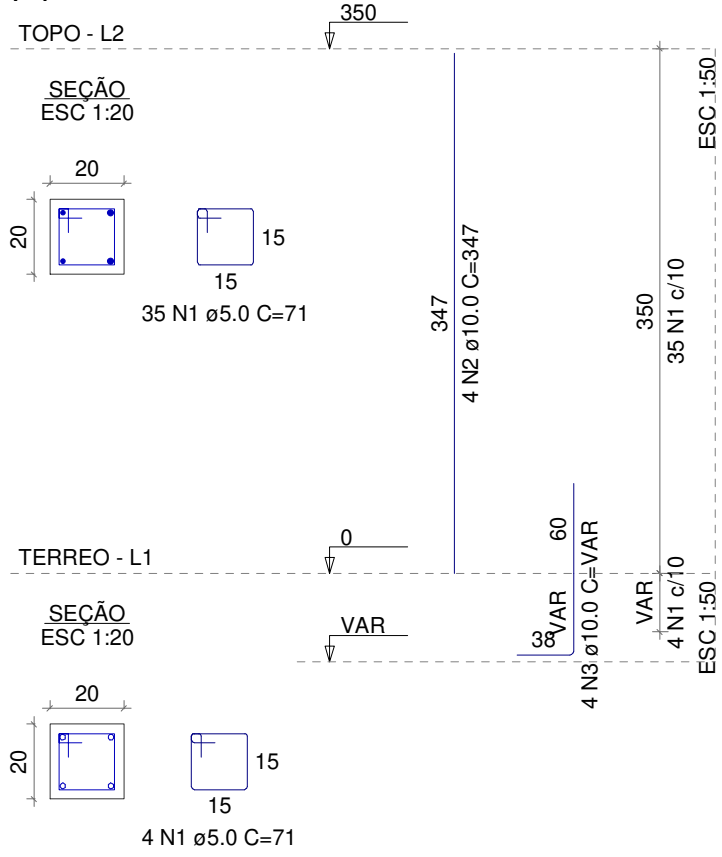 350
TOPO - L2
SEÇÃO
ESC 1:20
ESC 1:50
20
20
15
15
35 N1 ø5.0 C=71
347
4 N2 ø10.0 C=347
350
35 N1 c/10
0
TERREO - L1
60
VAR
38
4 N3 ø10.0 C=VAR
VAR
4 N1 c/10
ESC 1:50
SEÇÃO
ESC 1:20
VAR
20
20
15
15
4 N1 ø5.0 C=71